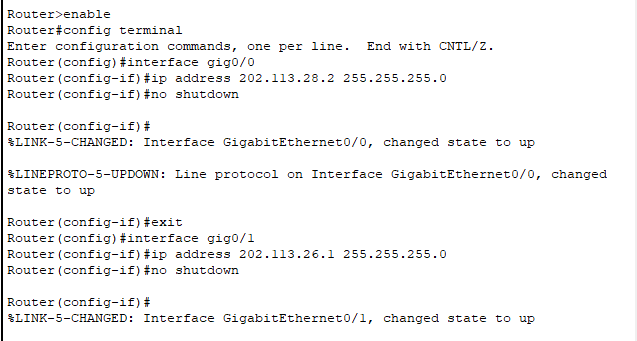 Router>enable
Router#config terminal
Enter configuration commands, one per line.  End with CNTL/Z.
Router(config)#interface gig0/0
Router(config-if)#ip address 202.113.28.2 255.255.255.0
Router(config-if)#no shutdown
Router(config-if)#
%LINK-5-CHANGED: Interface GigabitEthernet0/0, changed state to up
%LINEPROTO-5-UPDOWN: Line protocol on Interface GigabitEthernet0/0, changed
state to up
Router(config-if)#exit
Router(config)#interface gig0/1
Router(config-if)#ip address 202.113.26.1 255.255.255.0
Router(config-if)#no shutdown
Router(config-if)#
%LINK-5-CHANGED: Interface GigabitEthernet0/1, changed state to up